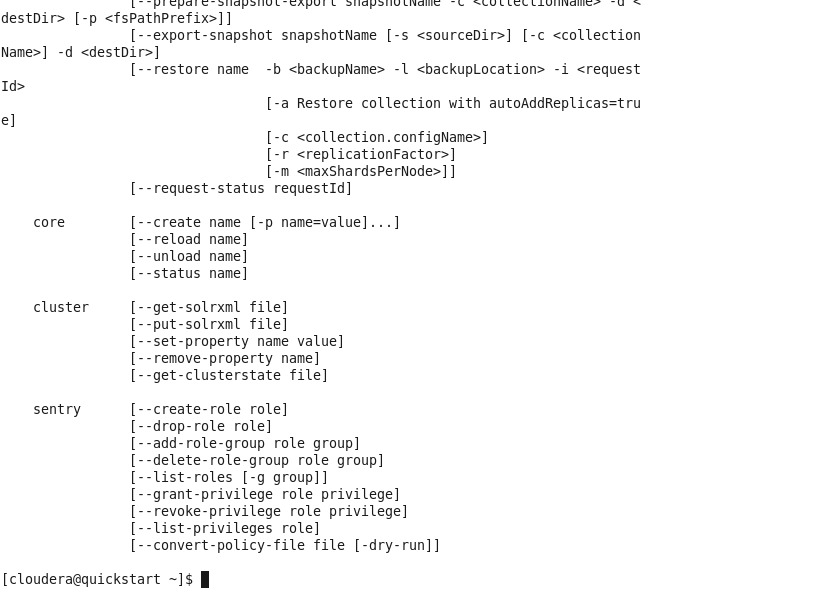 [--prepare-snapshot-export snapshotName -c <collectionName> -d <
destDir> [-p <fsPathPrefix>]]
[--export-snapshot snapshotName [-s <sourceDir>] [-c <collection
Name>] -d <destDir>]
[--restore name  -b <backupName> -l <backupLocation> -i <request
Id>
[-a Restore collection with autoAddReplicas=tru
e]
[-c <collection.configName>]
[-r <replicationFactor>]
[-m <maxShardsPerNode>]]
[--request-status requestId]
core        [--create name [-p name=value]...]
[--reload name]
[--unload name]
[--status name]
cluster     [--get-solrxml file]
[--put-solrxml file]
[--set-property name value]
[--remove-property name]
[--get-clusterstate file]
sentry      [--create-role role]
[--drop-role role]
[--add-role-group role group]
[--delete-role-group role group]
[--list-roles [-g group]]
[--grant-privilege role privilege]
[--revoke-privilege role privilege]
[--list-privileges role]
[--convert-policy-file file [-dry-run]]
[cloudera@quickstart ~]$